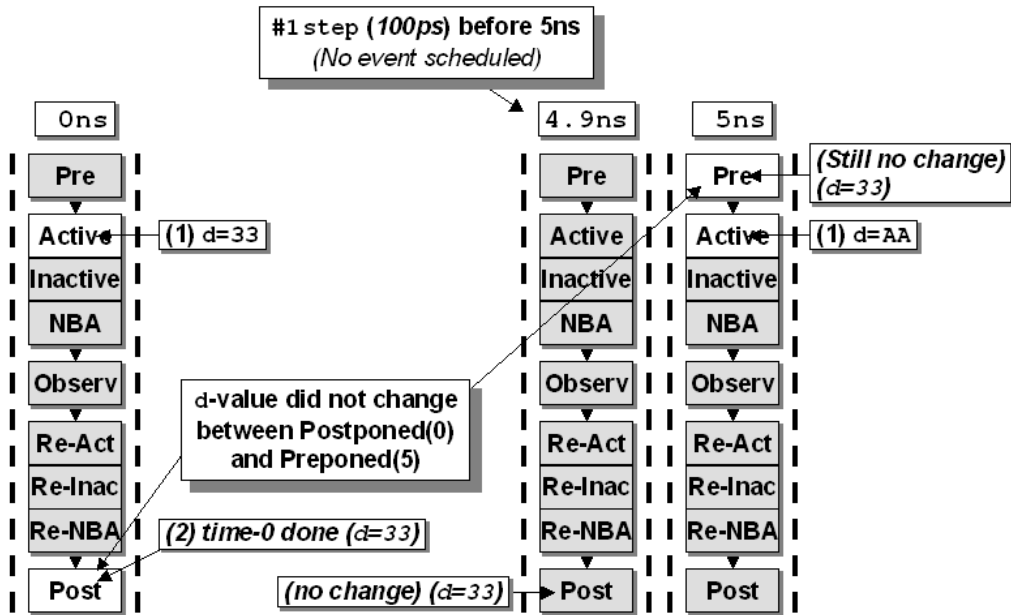 #1step (100ps) before 5ns
(No event scheduled)
0ns
4.9ns
5ns
Pre
Active
Inactive
NBA
Observ
Re-Act
Re-Inac
Re-NBA
Post
(1) d=33
d-value did not change
between Postponed(0)
and Preponed(5)
(2) time-0 done (d=33)
Pre
Active
Inactive
NBA
Observ
Re-Act
Re-Inac
Re-NBA
Post
(no change) (d=33)
Pre
Active
Inactive
NBA
Observ
Re-Act
Re-Inac
Re-NBA
Post
(Still no change)
(d=33)
(1) d=AA